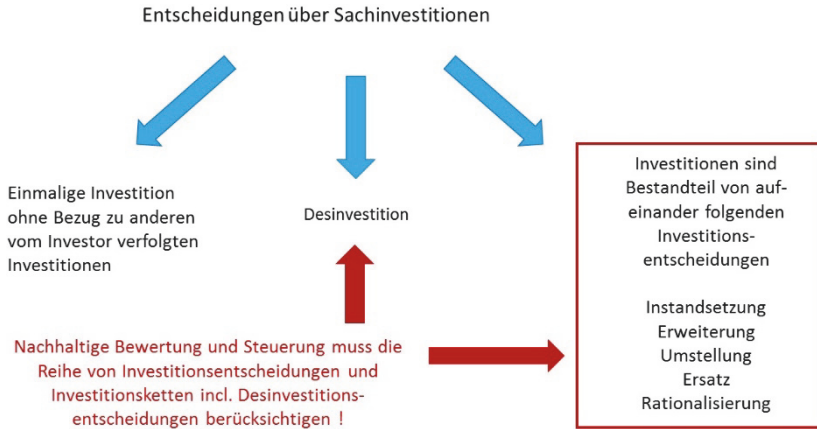 Entscheidungen über Sachinvestitionen
Einmalige Investition
ohne Bezug zu anderen
vom Investor verfolgten
Investitionen
Desinvestition
Investitionen sind
Bestandteil von auf-
einander folgenden
Investitions-
entscheidungen
Instandsetzung
Erweiterung
Umstellung
Ersatz
Rationalisierung
Nachhaltige Bewertung und Steuerung muss die
Reihe von Investitionsentscheidungen und
Investitionsketten incl. Desinvestitions-
entscheidungen berücksichtigen !